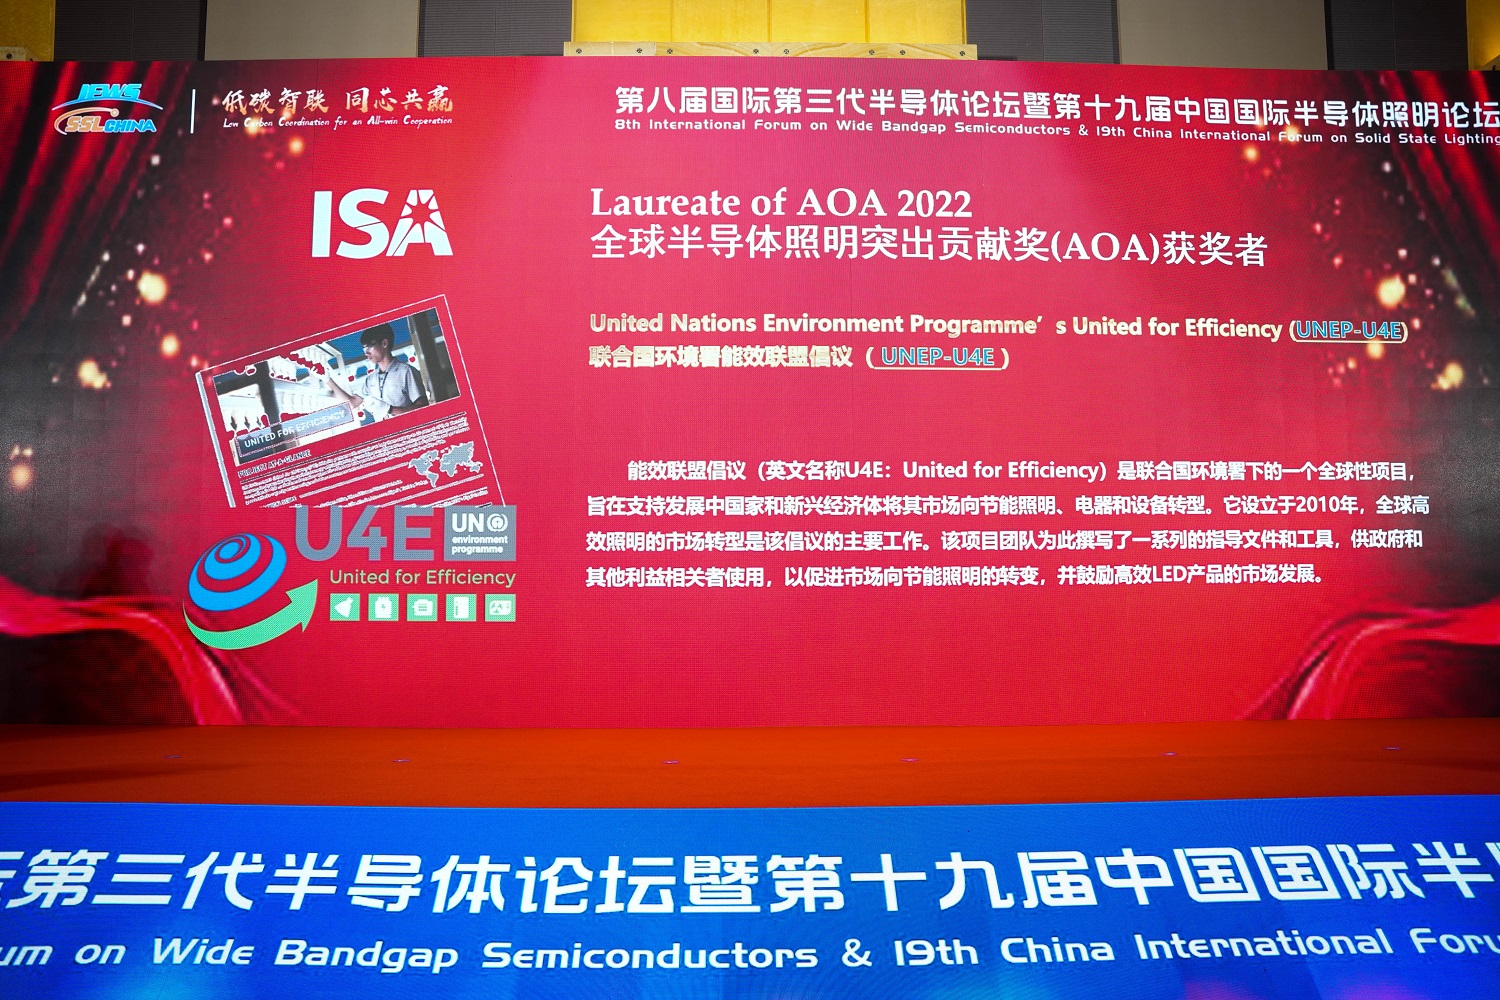 IFWS
SSLCHINA
低碳智联 同芯共赢
Low Carbon Coordination for an All-win Cooperation
第八届国际第三代半导体论坛暨第十九届中国国际半导体照明论坛
8th International Forum on Wide Bandgap Semiconductors & 19th China International Forum on Solid State Lighting
ISA
Laureate of AOA 2022
全球半导体照明突出贡献奖(AOA)获奖者
United Nations Environment Programme’s United for Efficiency (UNEP-U4E)
联合国环境署能效联盟倡议（ UNEP-U4E ）
UNITED FOR EFFICIENCY
PROJECT AT-A-GLANCE
能效联盟倡议（英文名称U4E：United for Efficiency）是联合国环境署下的一个全球性项目，
旨在支持发展中国家和新兴经济体将其市场向节能照明、电器和设备转型。它设立于2010年，全球高
效照明的市场转型是该倡议的主要工作。该项目团队为此撰写了一系列的指导文件和工具，供政府和
其他利益相关者使用，以促进市场向节能照明的转变，并鼓励高效LED产品的市场发展。
U4E
UN
environment
programme
United for Efficiency
第三代半导体论坛暨第十九届中国国际半
um on Wide Bandgap Semiconductors & 19th China International Foru